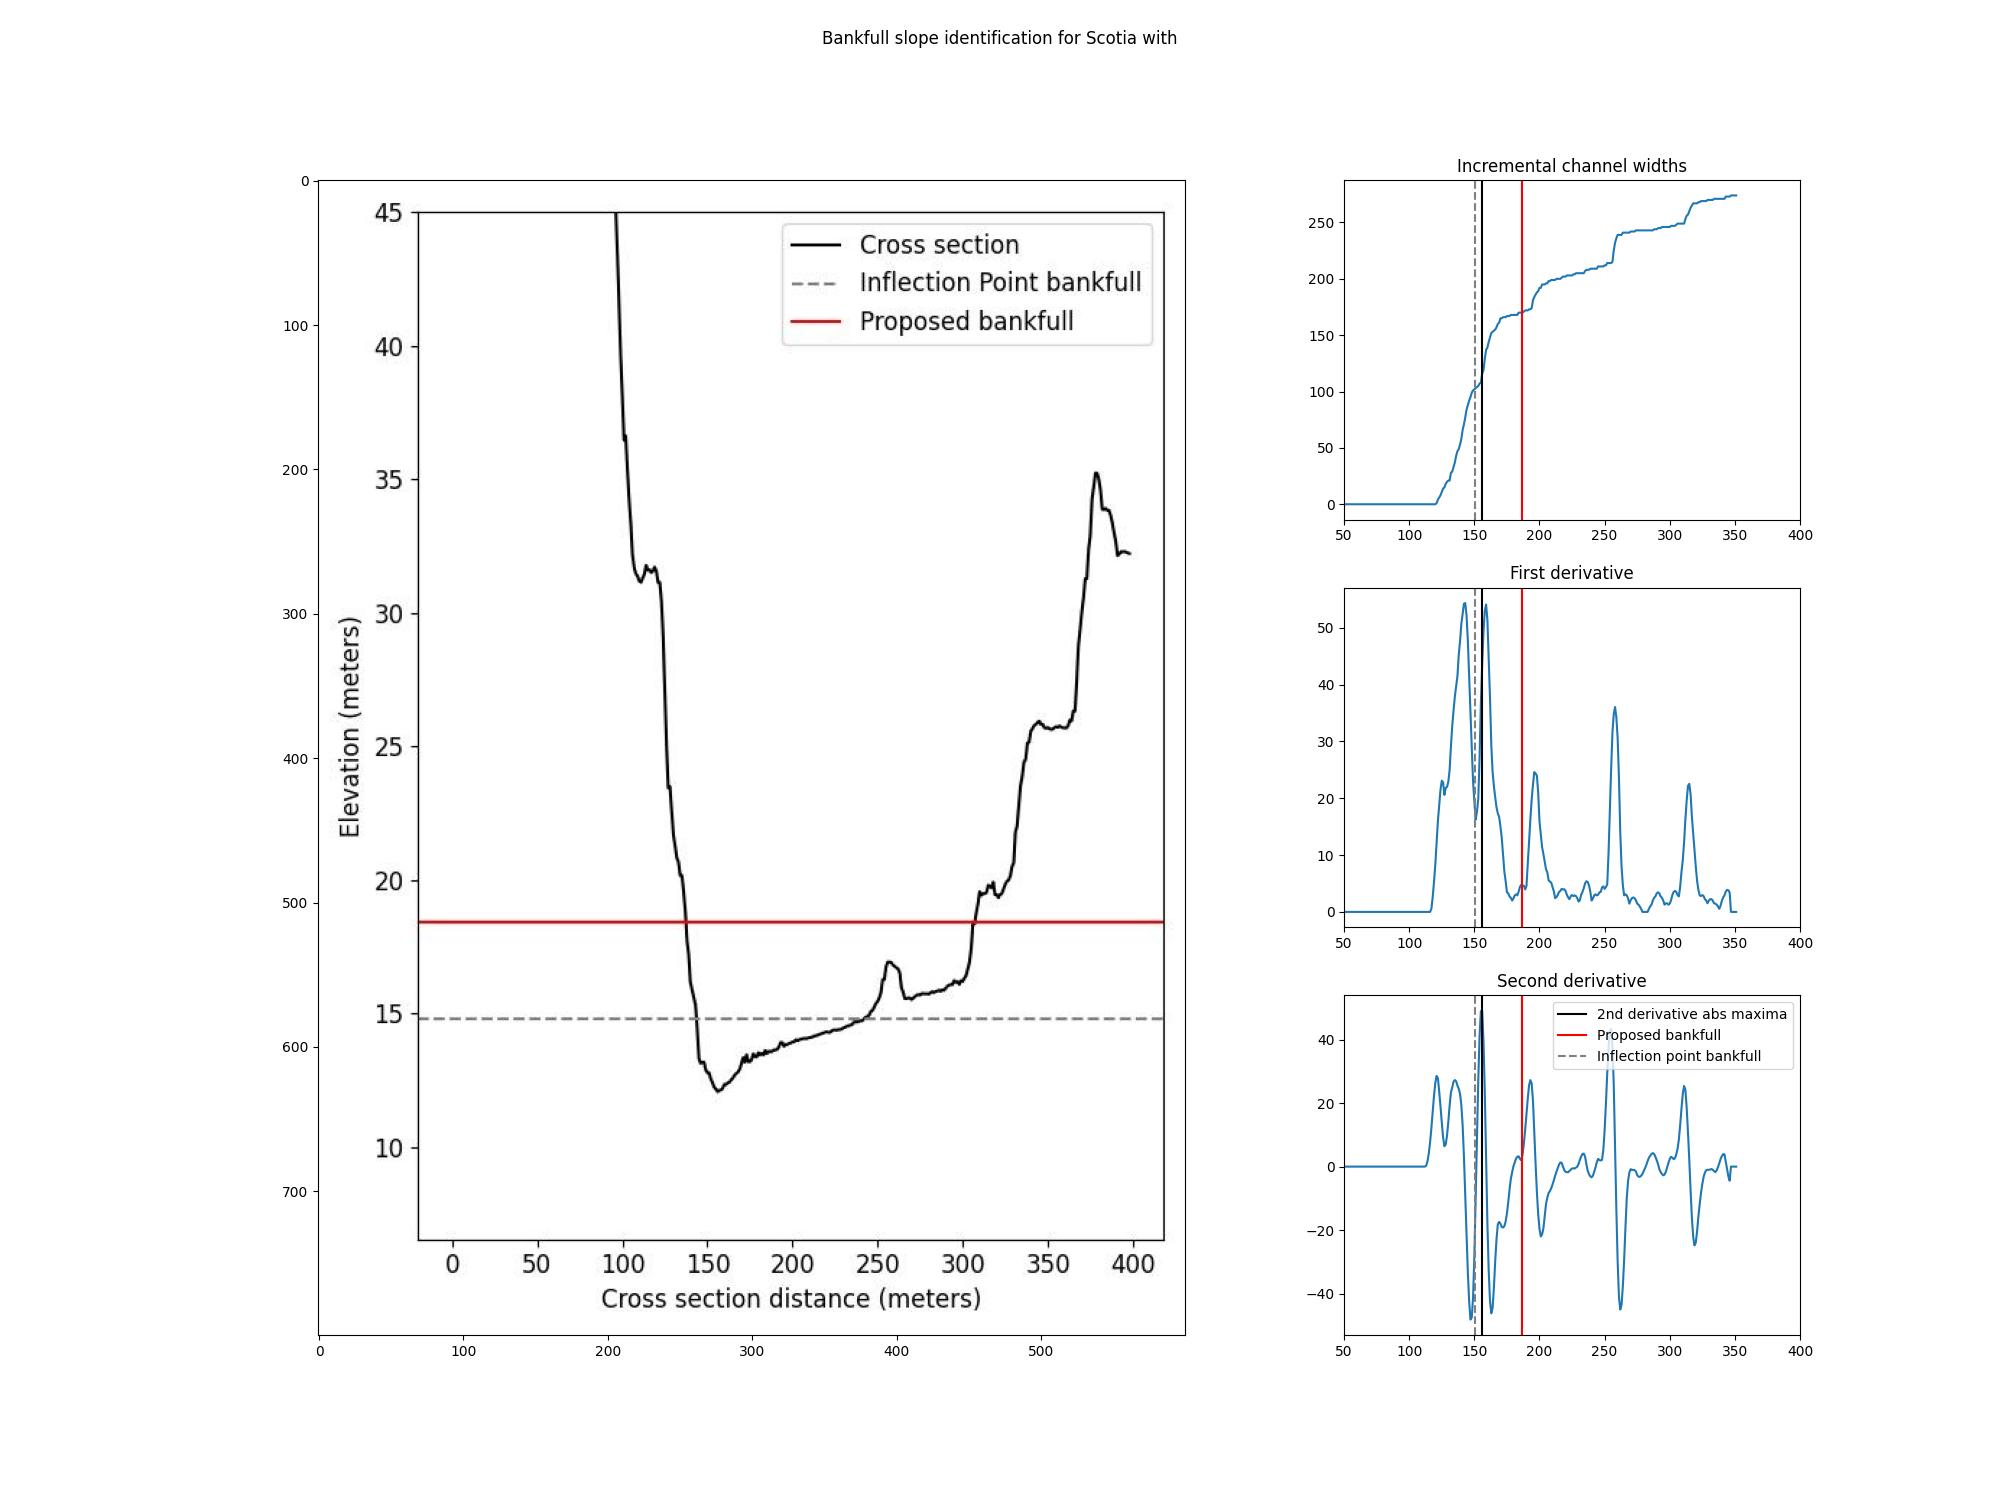 Bankfull slope identification for Scotia with
0
100
200
300
400
500
600
700
0
100
200
300
400
500
45
40
35
30
25
20
15
10
Elevation (meters)
Cross section
Inflection Point bankfull
Proposed bankfull
0 50 100 150 200 250 300 350 400
Cross section distance (meters)
Incremental channel widths
250
200
150
100
50
0
50 100 150 200 250 300 350 400
First derivative
50
40
30
20
10
0
50 100 150 200 250 300 350 400
Second derivative
2nd derivative abs maxima
Proposed bankfull
Inflection point bankfull
40
20
0
−20
−40
50 100 150 200 250 300 350 400